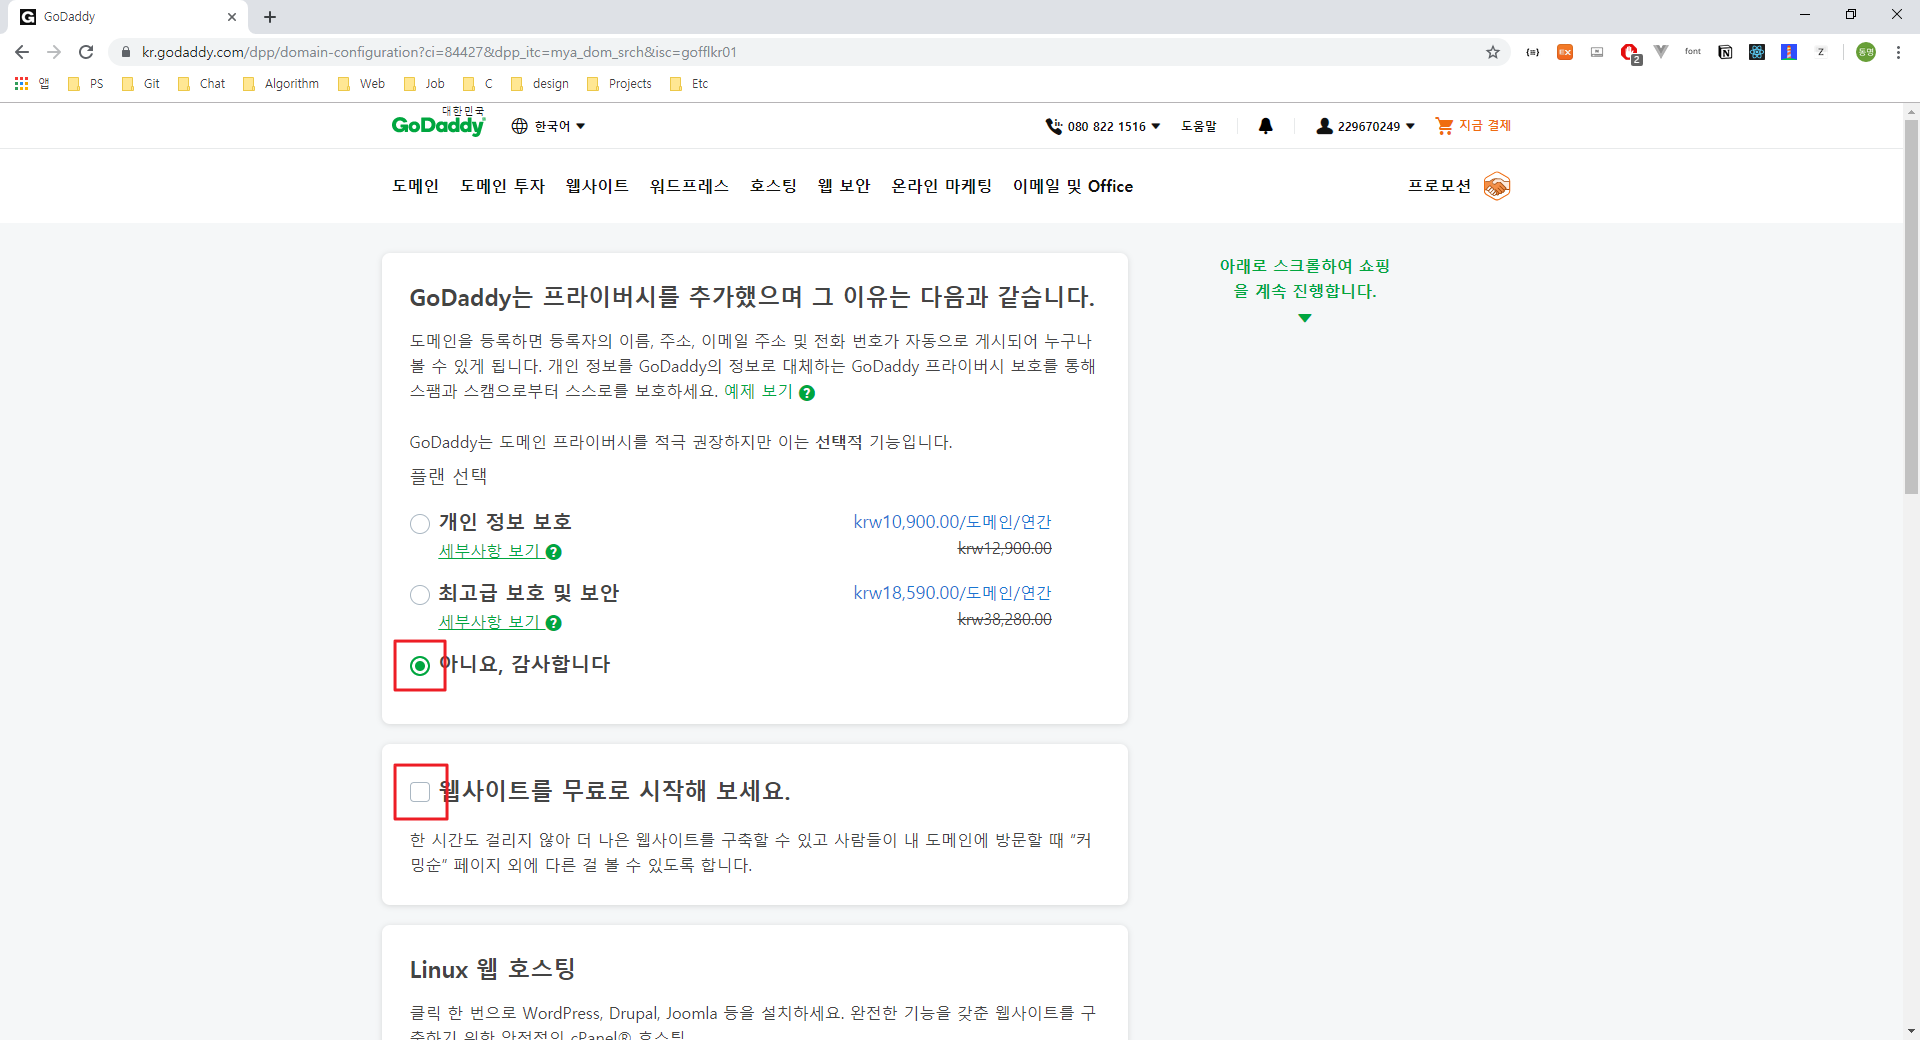 GoDaddy
kr.godaddy.com/dpp/domain-configuration?ci=84427&dpp_itc=mya_dom_srch&isc=gofflkr01
2
font
Z
동명
앱 PS Git Chat Algorithm Web Job C design Projects Etc
대한민국
GoDaddy
한국어
080 822 1516
도움말
229670249
지금 결제
도메인 도메인 투자 웹사이트 워드프레스 호스팅 웹 보안 온라인 마케팅 이메일 및 Office
프로모션
GoDaddy는 프라이버시를 추가했으며 그 이유는 다음과 같습니다.
도메인을 등록하면 등록자의 이름, 주소, 이메일 주소 및 전화 번호가 자동으로 게시되어 누구나
볼 수 있게 됩니다. 개인 정보를 GoDaddy의 정보로 대체하는 GoDaddy 프라이버시 보호를 통해
스팸과 스캠으로부터 스스로를 보호하세요. 예제 보기 ?
GoDaddy는 도메인 프라이버시를 적극 권장하지만 이는 선택적 기능입니다.
플랜 선택
개인 정보 보호
krw10,900.00/도메인/연간
세부사항 보기 ?
krw12,900.00
최고급 보호 및 보안
krw18,590.00/도메인/연간
세부사항 보기 ?
krw38,280.00
아니요, 감사합니다
아래로 스크롤하여 쇼핑
을 계속 진행합니다.
웹사이트를 무료로 시작해 보세요.
한 시간도 걸리지 않아 더 나은 웹사이트를 구축할 수 있고 사람들이 내 도메인에 방문할 때 "커
밍순" 페이지 외에 다른 걸 볼 수 있도록 합니다.
Linux 웹 호스팅
클릭 한 번으로 WordPress, Drupal, Joomla 등을 설치하세요. 완전한 기능을 갖춘 웹사이트를 구
축하기 위한 안정적인 cPanel® 호스팅